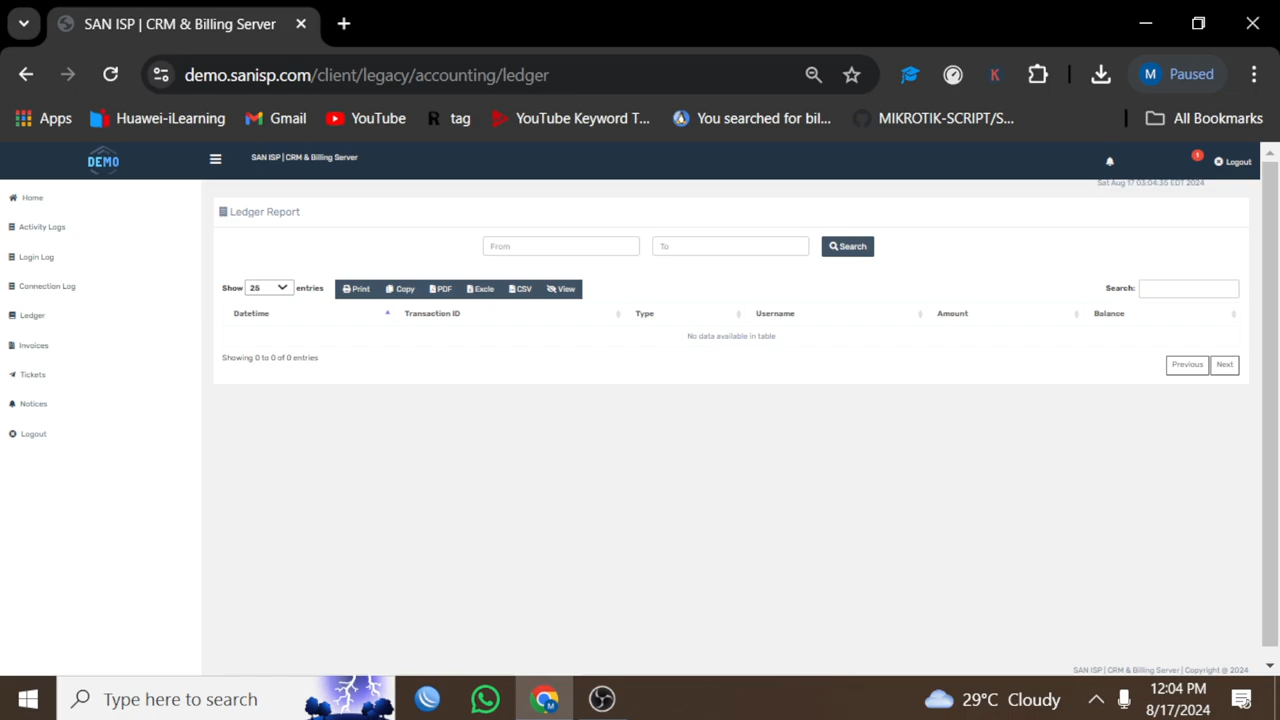 SAN ISP | CRM & Billing Server
demo.sanisp.com/client/legacy/accounting/ledger
K
M Paused
Apps
Huawei-iLearning
Gmail
YouTube
R tag
YouTube Keyword T...
You searched for bil...
MIKROTIK-SCRIPT/S...
All Bookmarks
DEMO
SAN ISP | CRM & Billing Server
1
Logout
Sat Aug 17 03:04:35 EDT 2024
Home
Activity Logs
Login Log
Connection Log
Ledger
Invoices
Tickets
Notices
Logout
Ledger Report
From
To
Search
Show 25 entries
Print
Copy
PDF
Excle
CSV
View
Search:
Datetime
Transaction ID
Type
Username
Amount
Balance
No data available in table
Showing 0 to 0 of 0 entries
Previous
Next
SAN ISP | CRM & Billing Server | Copyright @ 2024
Type here to search
M
29°C Cloudy
12:04 PM
8/17/2024